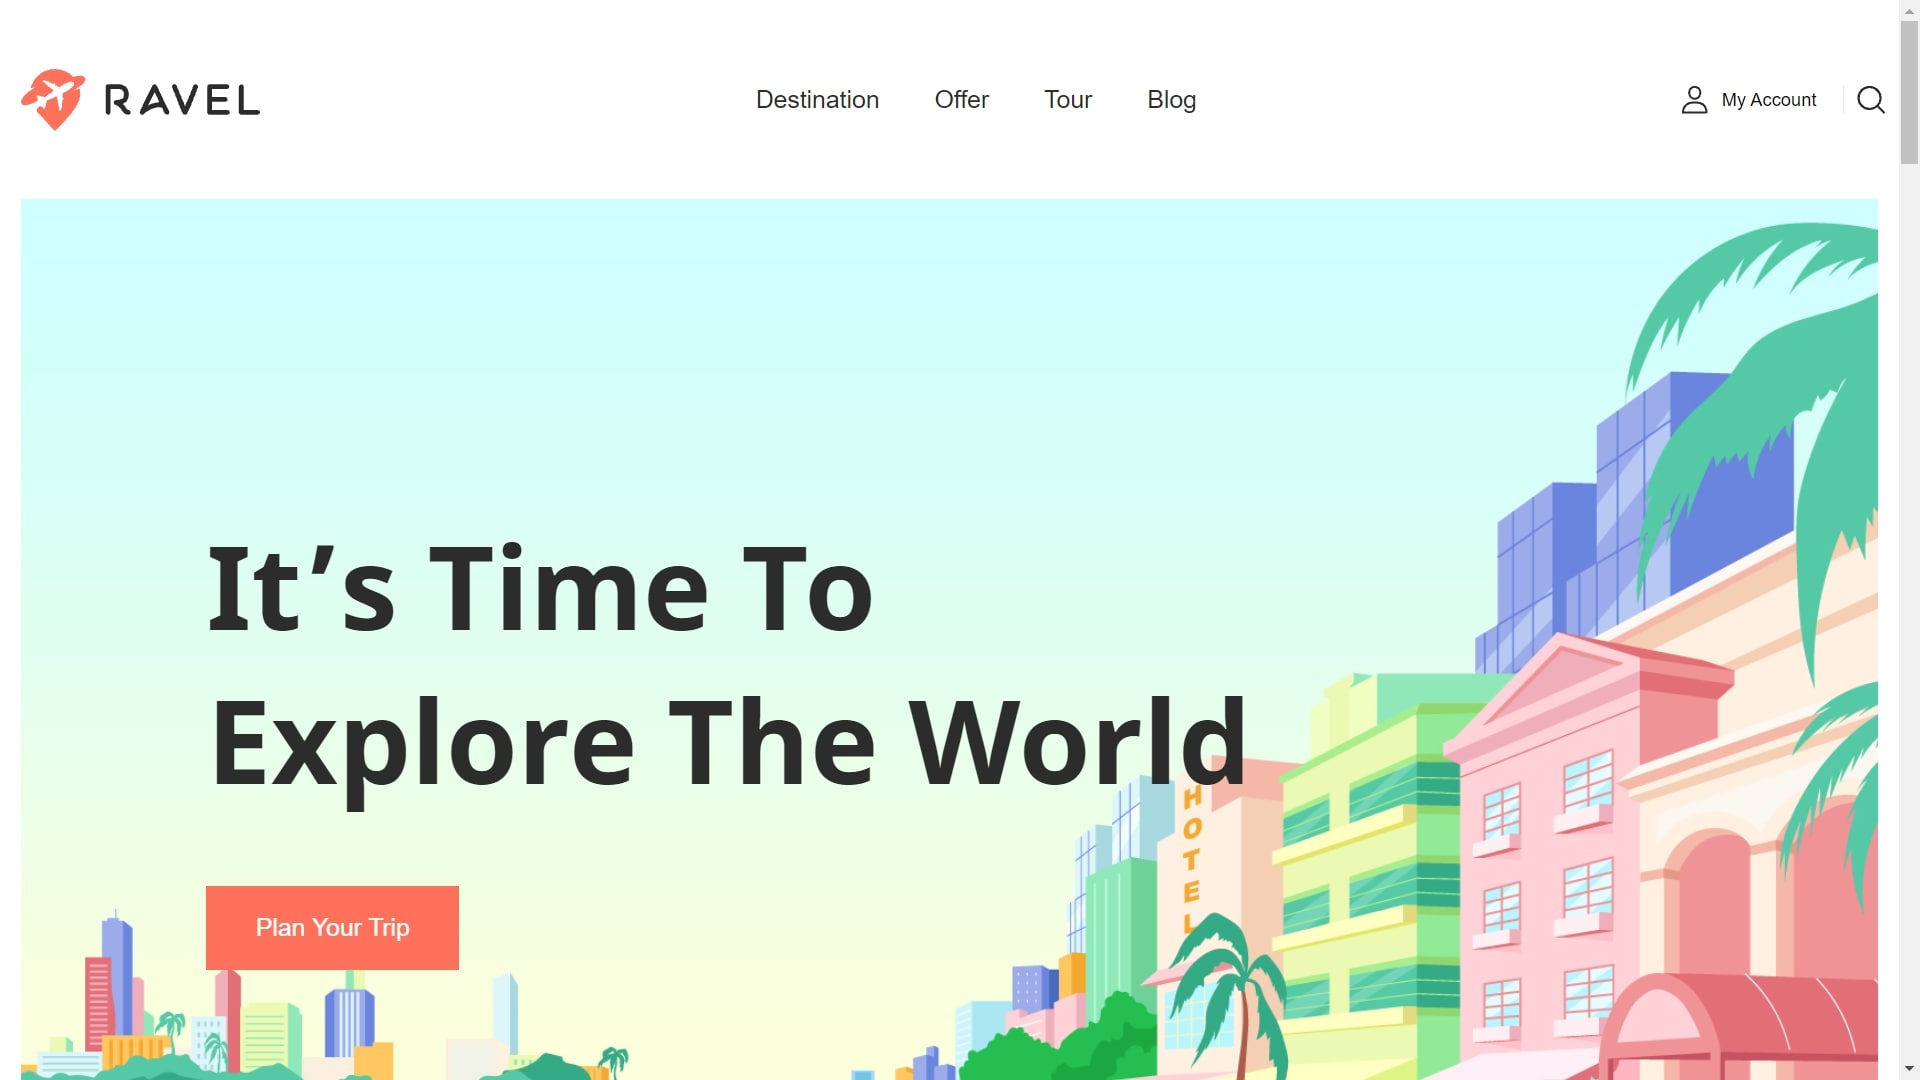 RAVEL
Destination Offer Tour Blog
My Account
It’s Time To
Explore The World
HOTEL
Plan Your Trip